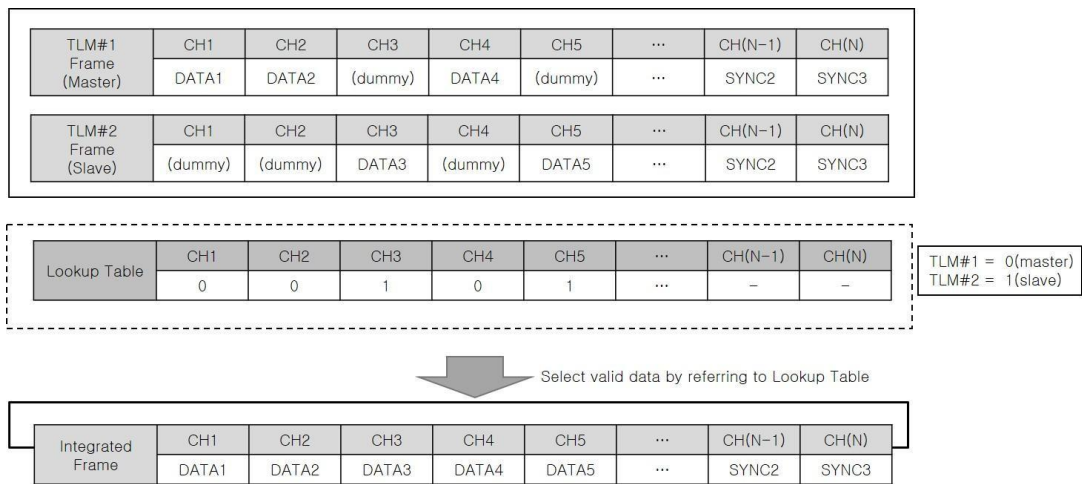 TLM#1 Frame (Master) CH1 CH2 CH3 CH4 CH5 ... CH(N-1) CH(N)
DATA1 DATA2 (dummy) DATA4 (dummy) ... SYNC2 SYNC3
TLM#2 Frame (Slave) CH1 CH2 CH3 CH4 CH5 ... CH(N-1) CH(N)
(dummy) (dummy) DATA3 (dummy) DATA5 ... SYNC2 SYNC3
Lookup Table CH1 CH2 CH3 CH4 CH5 ... CH(N-1) CH(N)
0 0 1 0 1 ... - -
TLM#1 = 0(master)
TLM#2 = 1(slave)
Select valid data by referring to Lookup Table
Integrated Frame CH1 CH2 CH3 CH4 CH5 ... CH(N-1) CH(N)
DATA1 DATA2 DATA3 DATA4 DATA5 ... SYNC2 SYNC3